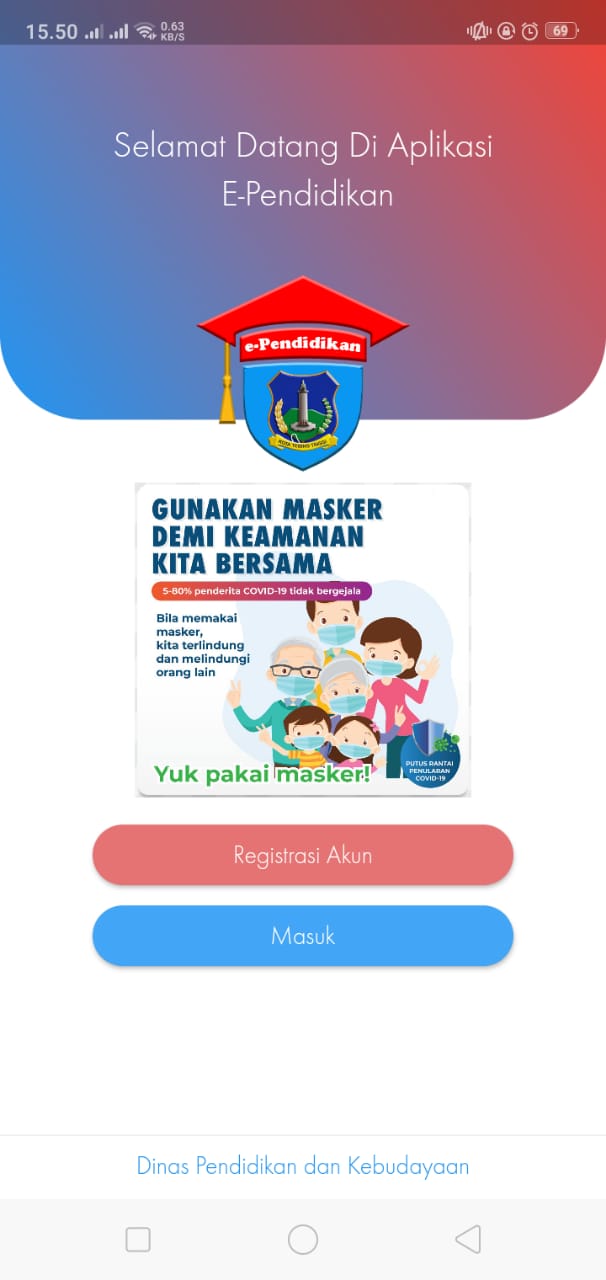 15.50
0.63
KB/S
69
Selamat Datang Di Aplikasi
E-Pendidikan
e-Pendidikan
KOTA TEBING TINGGI
GUNAKAN MASKER
DEMI KEAMANAN
KITA BERSAMA
5-80% penderita COVID-19 tidak bergejala
Bila memakai
masker,
kita terlindung
dan melindungi
orang lain
Yuk pakai masker!
PUTUS RANTAI
PENULARAN
COVID-19
Registrasi Akun
Masuk
Dinas Pendidikan dan Kebudayaan